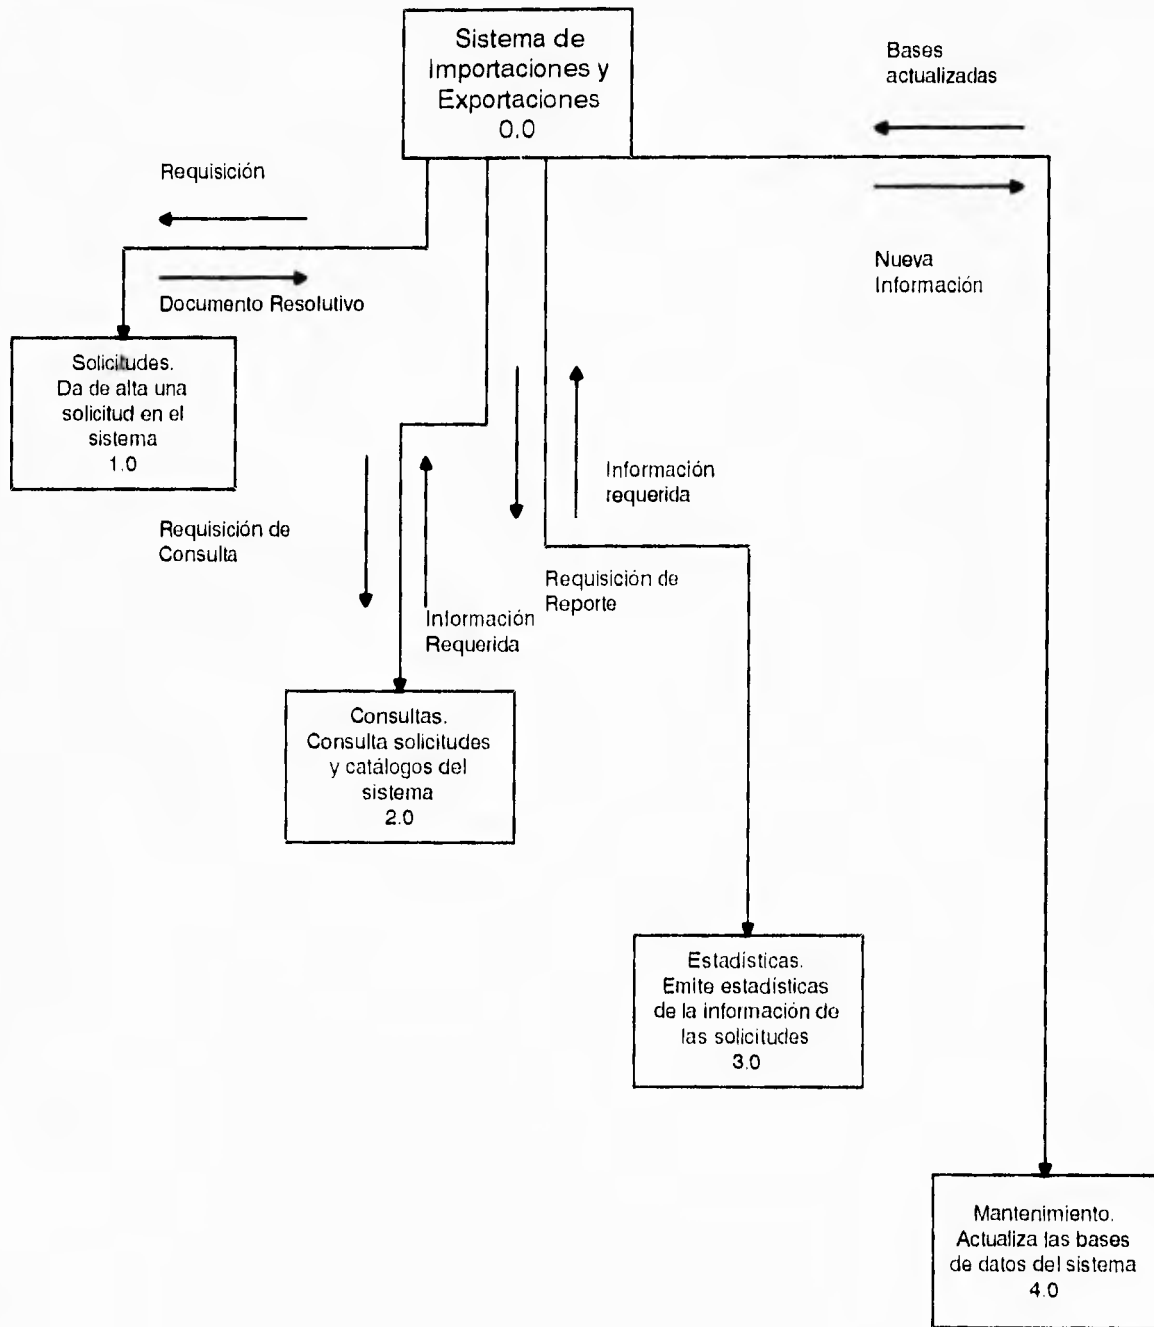 Sistema de
Importaciones y
Exportaciones
0.0
Bases
actualizadas
Requisición
Nueva
Información
Documento Resolutivo
Solicitudes.
Da de alta una
solicitud en el
sistema
1.0
Información
requerida
Requisición de
Consulta
Requisición de
Reporte
Información
Requerida
Consultas.
Consulta solicitudes
y catálogos del
sistema
2.0
Estadísticas.
Emite estadísticas
de la información de
las solicitudes
3.0
Mantenimiento.
Actualiza las bases
de datos del sistema
4.0